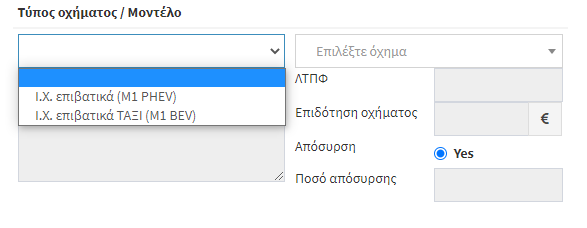 Τύπος οχήματος / Μοντέλο
Επιλέξτε όχημα
Ι.Χ. επιβατικά (M1 PHEV)
Ι.Χ. επιβατικά ΤΑΞΙ (M1 BEV)
ΛΤΠΦ
Επιδότηση οχήματος €
Απόσυρση Yes
Ποσό απόσυρσης